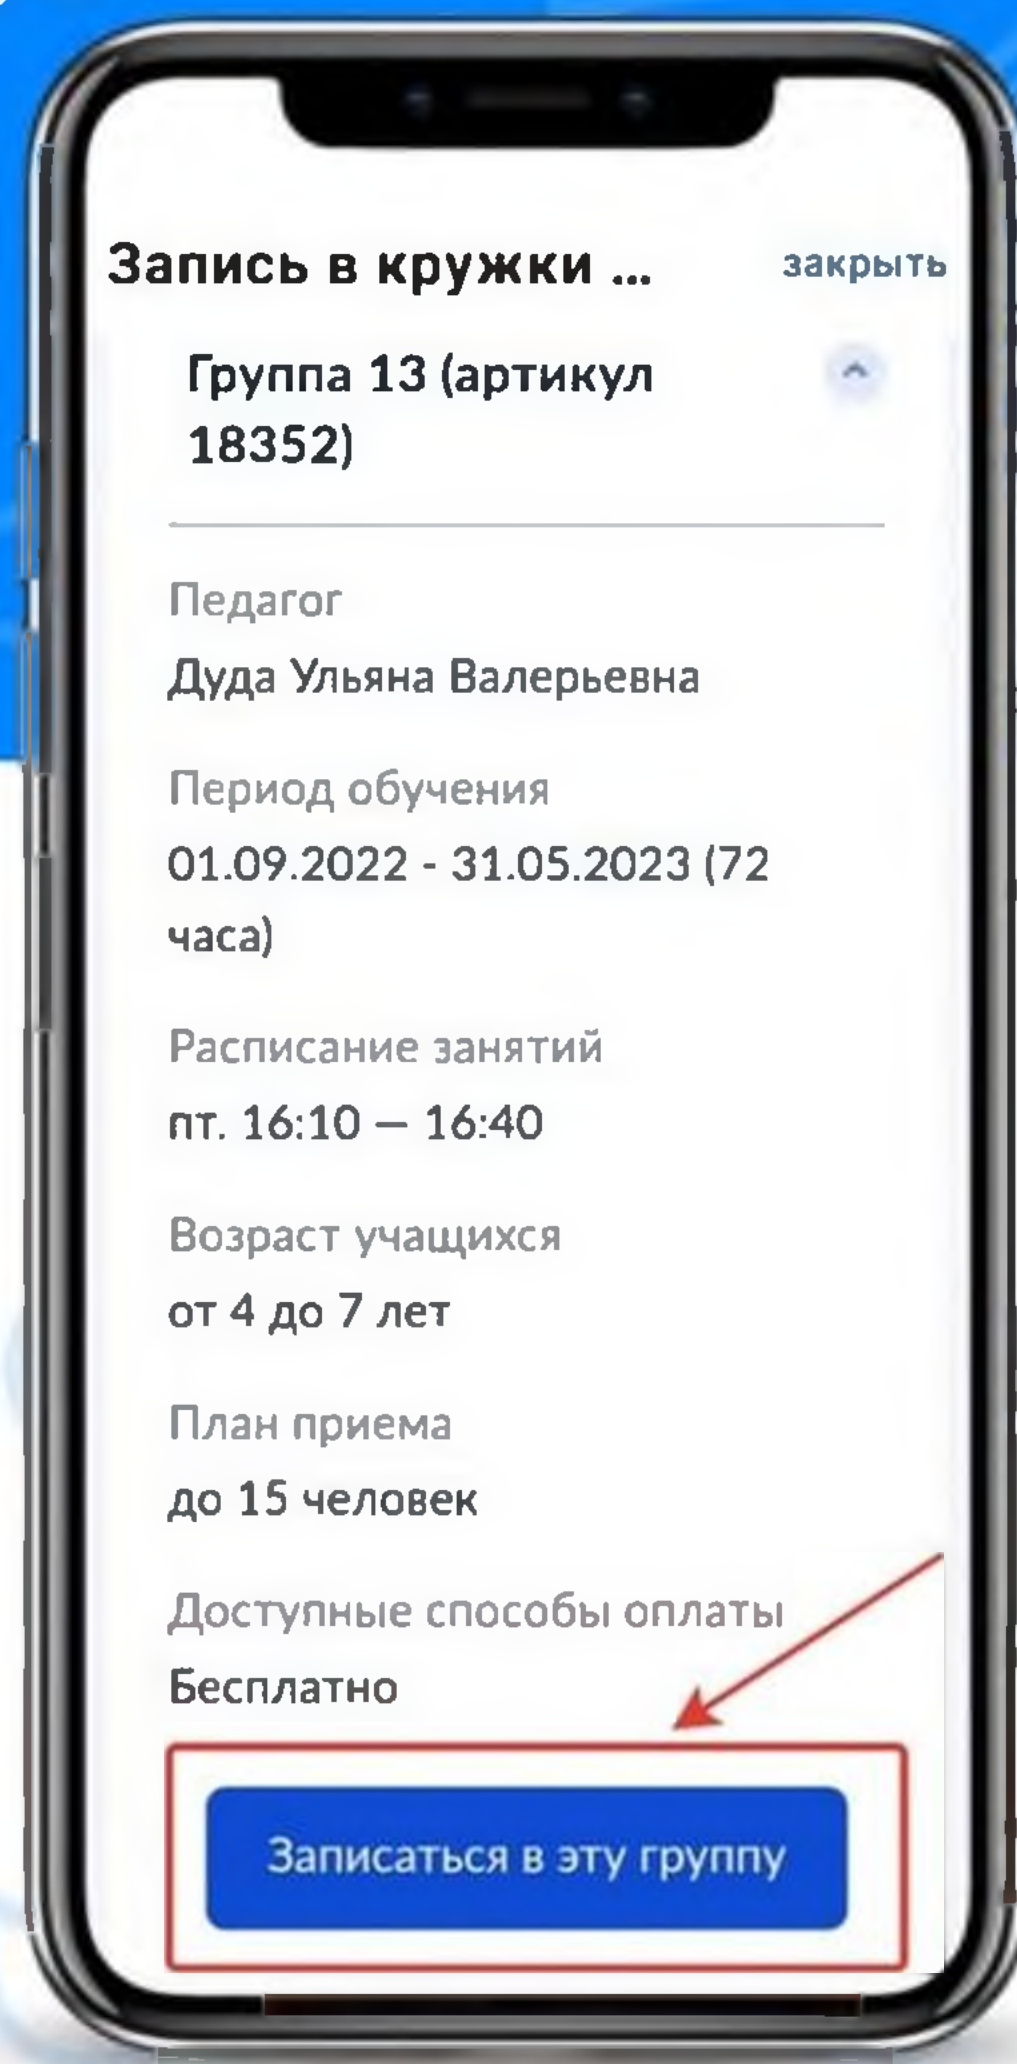 Запись в кружки ...
закрыть
Группа 13 (артикул
18352)
Педагог
Дуда Ульяна Валерьевна
Период обучения
01.09.2022 - 31.05.2023 (72
часа)
Расписание занятий
пт. 16:10 — 16:40
Возраст учащихся
от 4 до 7 лет
План приема
до 15 человек
Доступные способы оплаты
Бесплатно
Записаться в эту группу